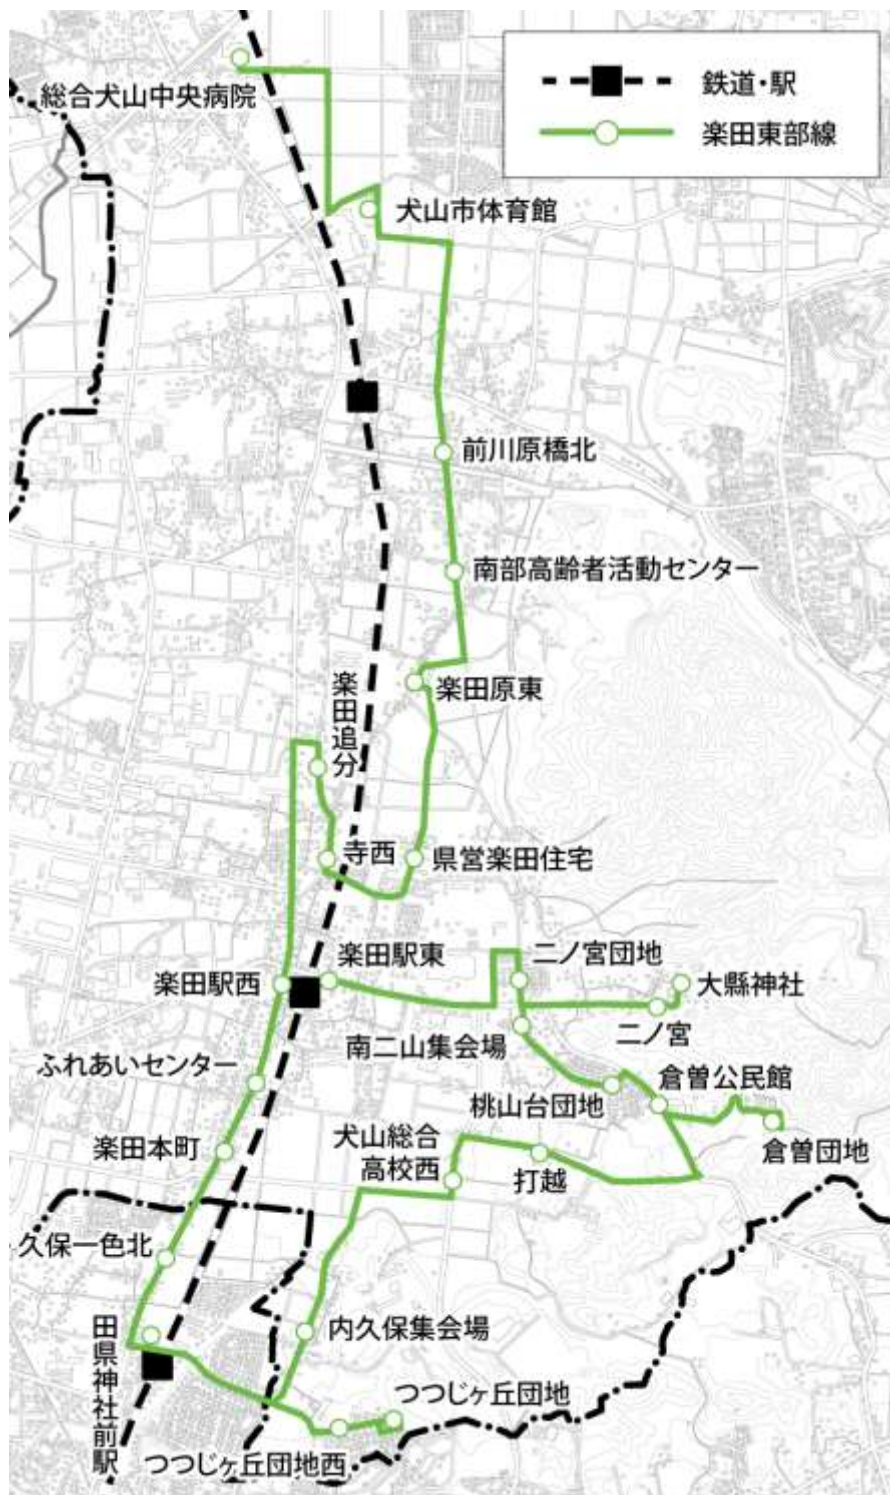 鉄道・駅
楽田東部線
総合犬山中央病院
犬山市体育館
前川原橋北
南部高齢者活動センター
楽田原東
楽田追分
寺西
県営楽田住宅
楽田駅東
二ノ宮団地
楽田駅西
大縣神社
南二山集会場
二ノ宮
ふれあいセンター
桃山台団地
倉曽公民館
楽田本町
犬山総合
高校西
打越
倉曽団地
久保一色北
田県神社前駅
内久保集会場
つつじヶ丘団地
つつじヶ丘団地西